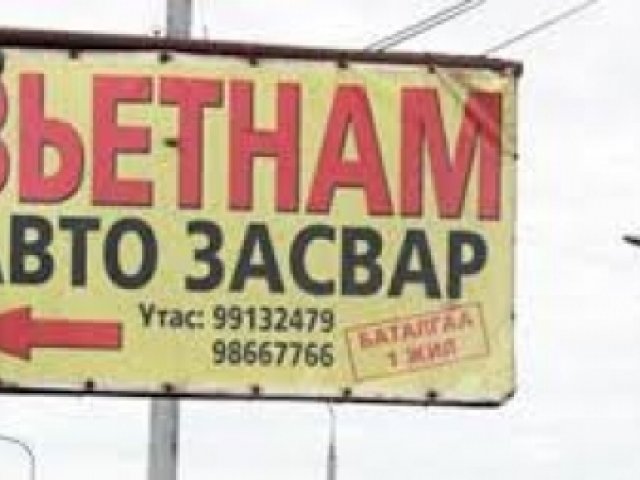 ВЬЕТНАМ
АВТО ЗАСВАР
Утас: 99132479
98667766
БАТАЛГАА
1 ЖИЛ